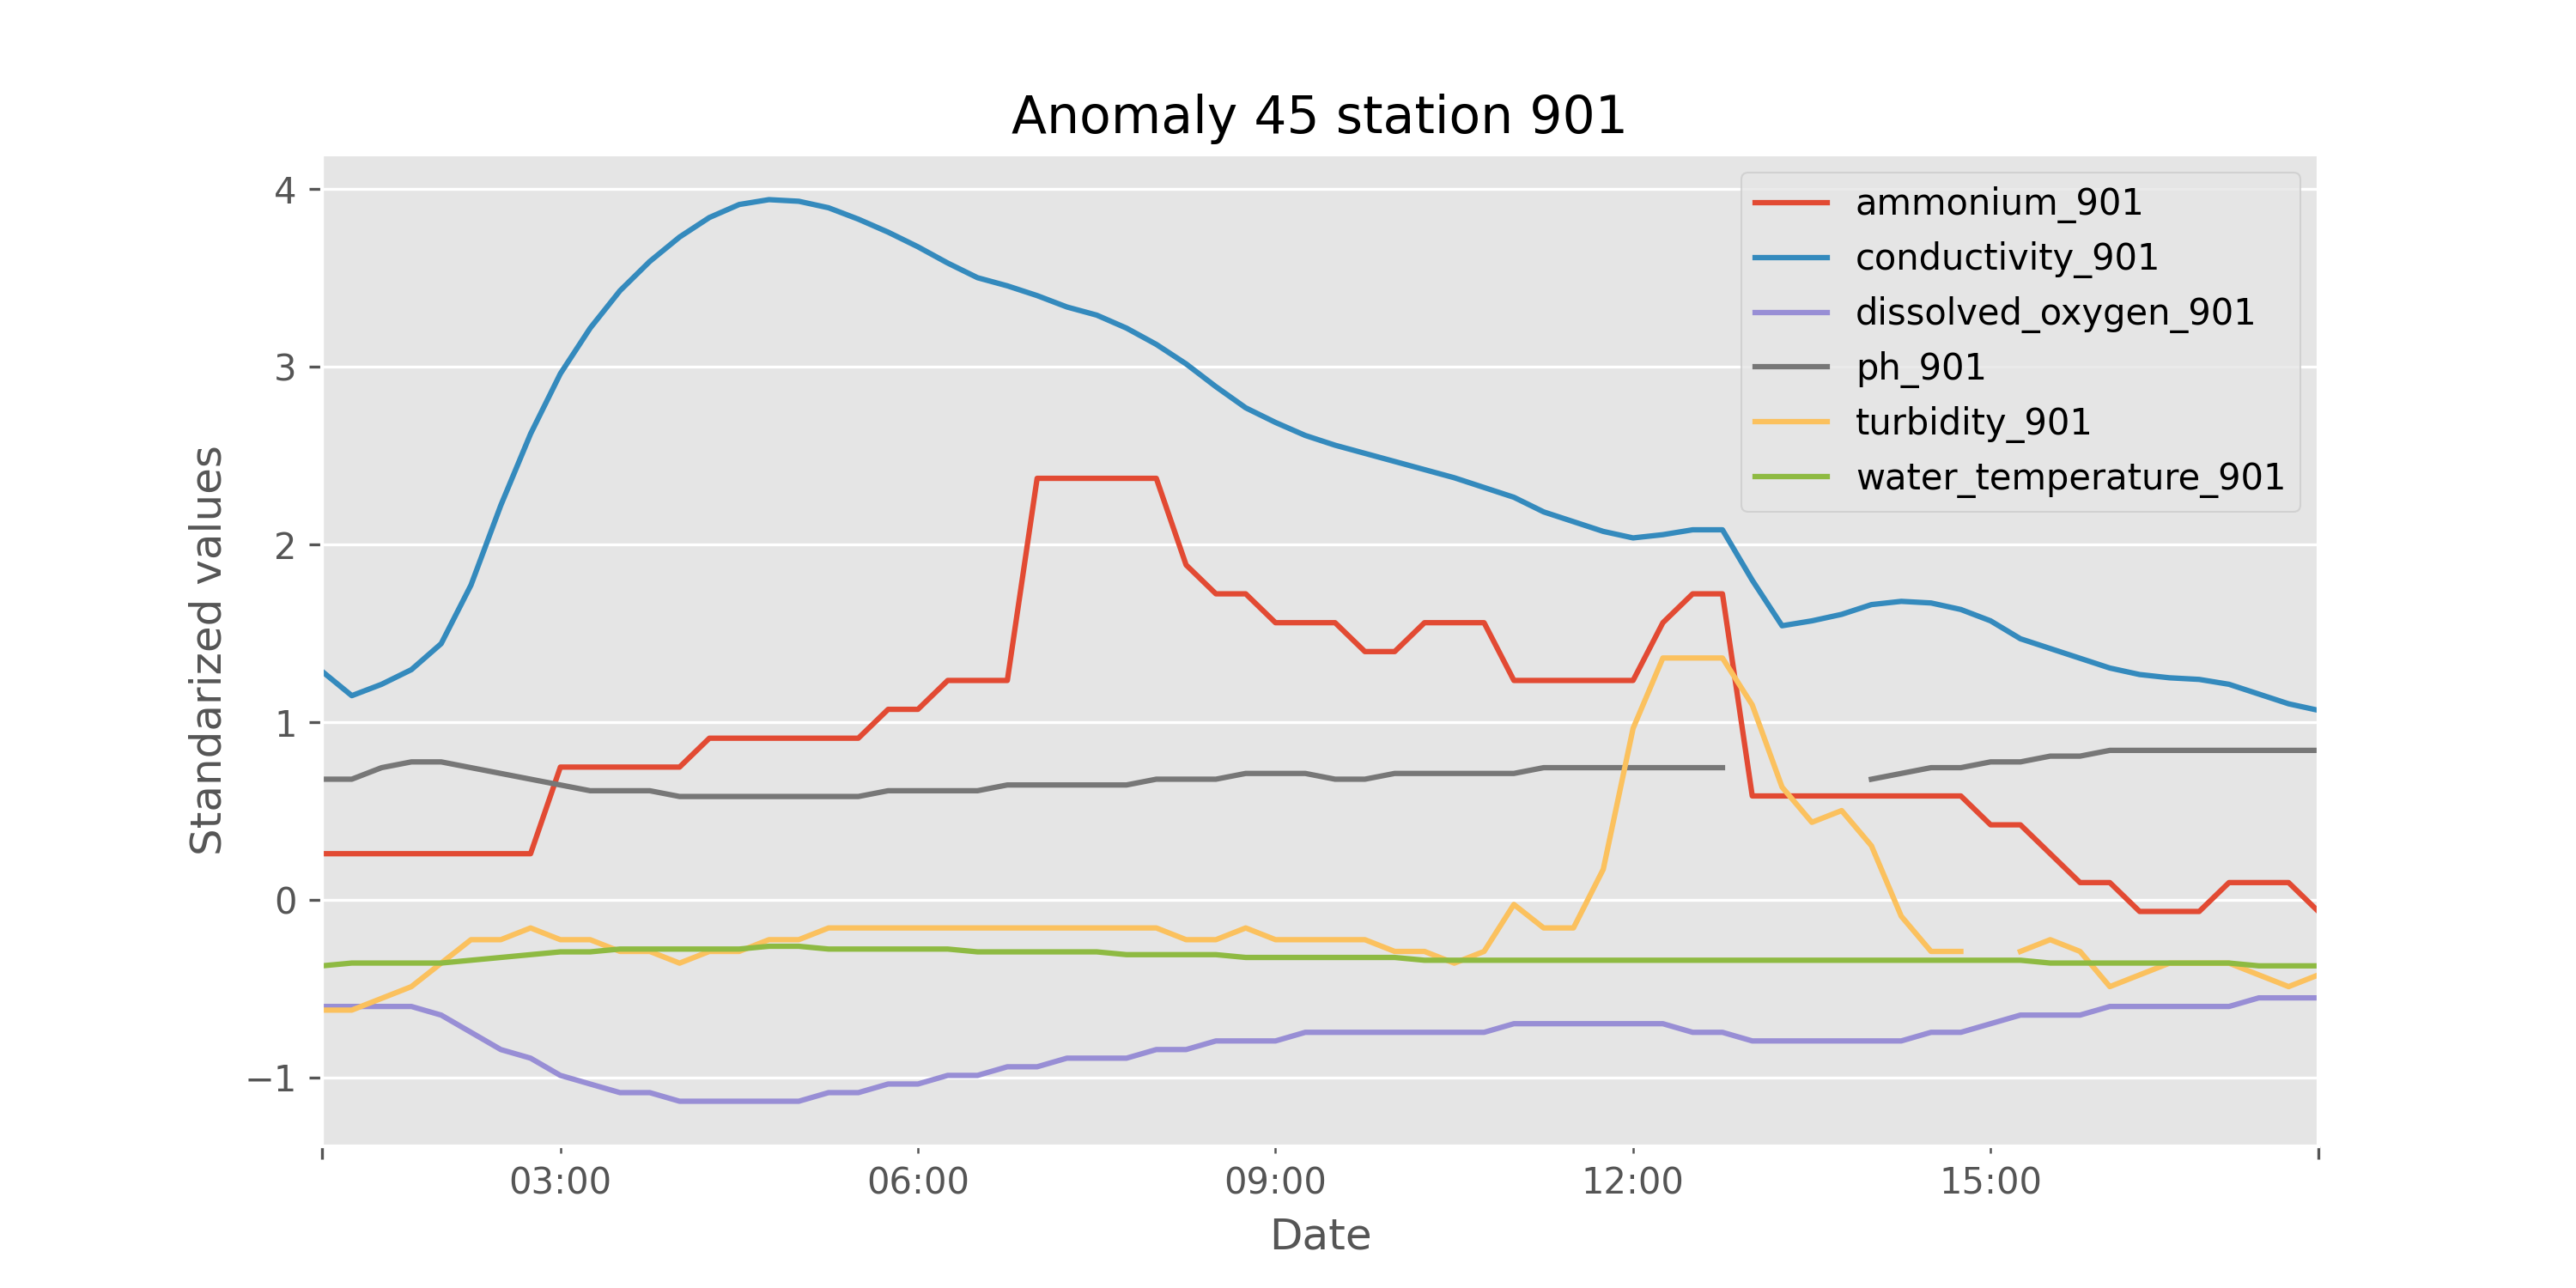 Anomaly 45 station 901
4
3
2
1
0
−1
Standarized values
ammonium_901
conductivity_901
dissolved_oxygen_901
ph_901
turbidity_901
water_temperature_901
03:00 06:00 09:00 12:00 15:00
Date